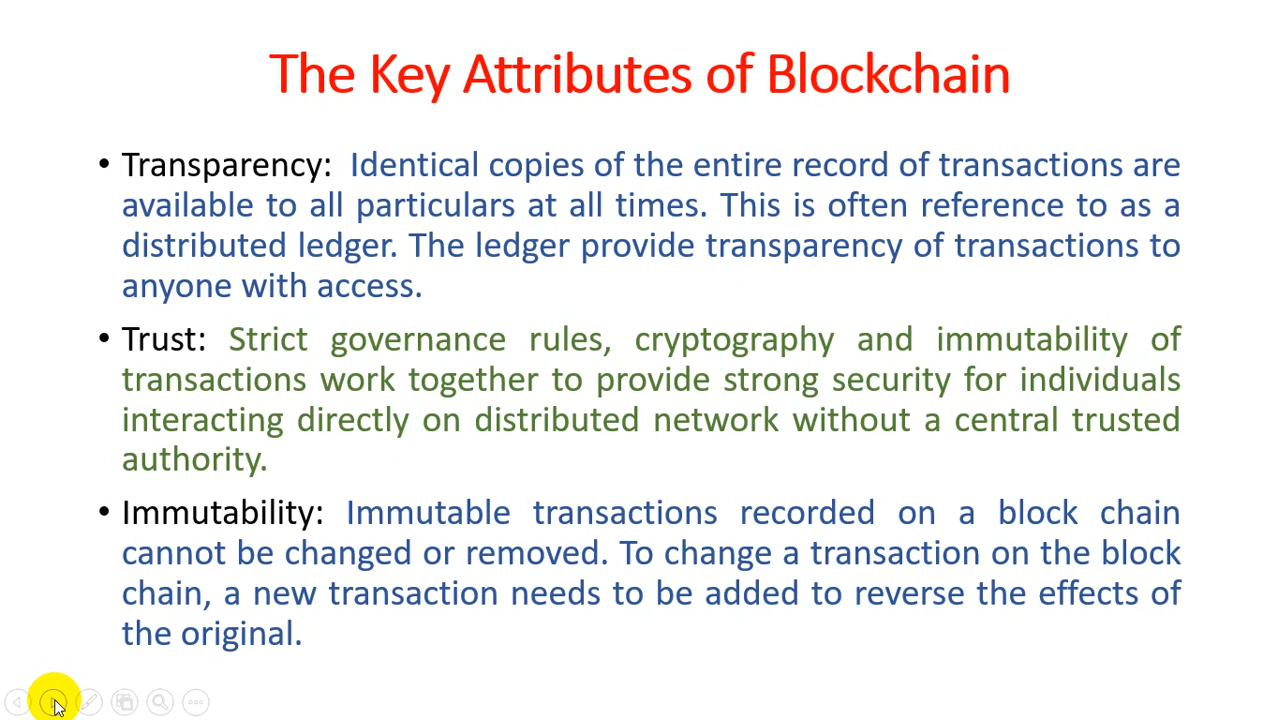 The Key Attributes of Blockchain
• Transparency: Identical copies of the entire record of transactions are
available to all particulars at all times. This is often reference to as a
distributed ledger. The ledger provide transparency of transactions to
anyone with access.
• Trust: Strict governance rules, cryptography and immutability of
transactions work together to provide strong security for individuals
interacting directly on distributed network without a central trusted
authority.
• Immutability: Immutable transactions recorded on a block chain
cannot be changed or removed. To change a transaction on the block
chain, a new transaction needs to be added to reverse the effects of
the original.